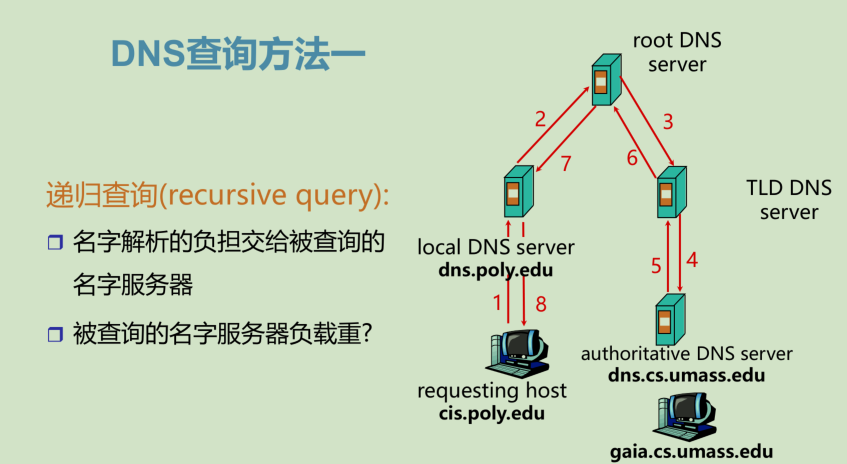 DNS查询方法一
递归查询(recursive query):
名字解析的负担交给被查询的
名字服务器
被查询的名字服务器负载重?
root DNS
server
2
3
7
6
TLD DNS
server
local DNS server
dns.poly.edu
5
4
1
8
authoritative DNS server
dns.cs.umass.edu
requesting host
cis.poly.edu
gaia.cs.umass.edu